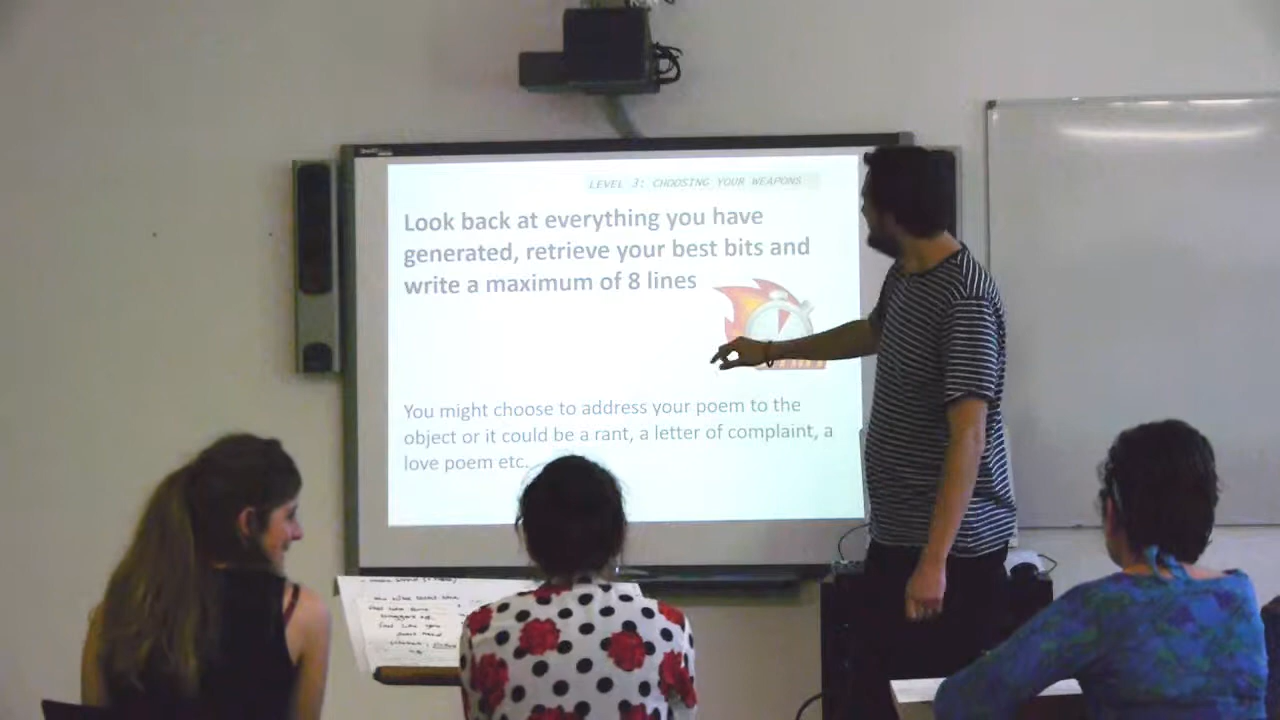 LEVEL 3: CHOOSING YOUR WEAPONS
Look back at everything you have
generated, retrieve your best bits and
write a maximum of 8 lines
You might choose to address your poem to the
object or it could be a rant, a letter of complaint, a
love poem etc.